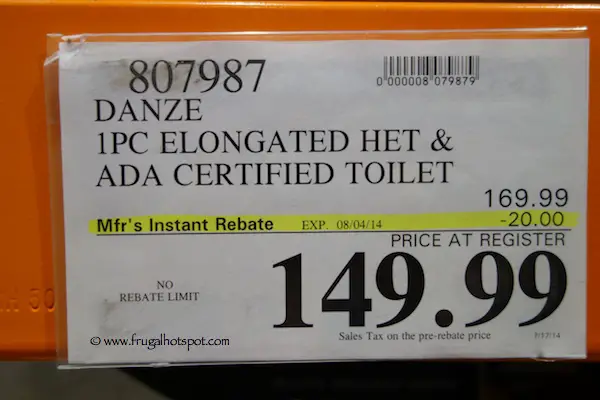 807987
0 000008 079879
DANZE
1PC ELONGATED HET &
ADA CERTIFIED TOILET
169.99
Mfr's Instant Rebate EXP. 08/04/14 -20.00
PRICE AT REGISTER
149.99
NO
REBATE LIMIT
Sales Tax on the pre-rebate price 7/17/14
© www.frugalhotspot.com